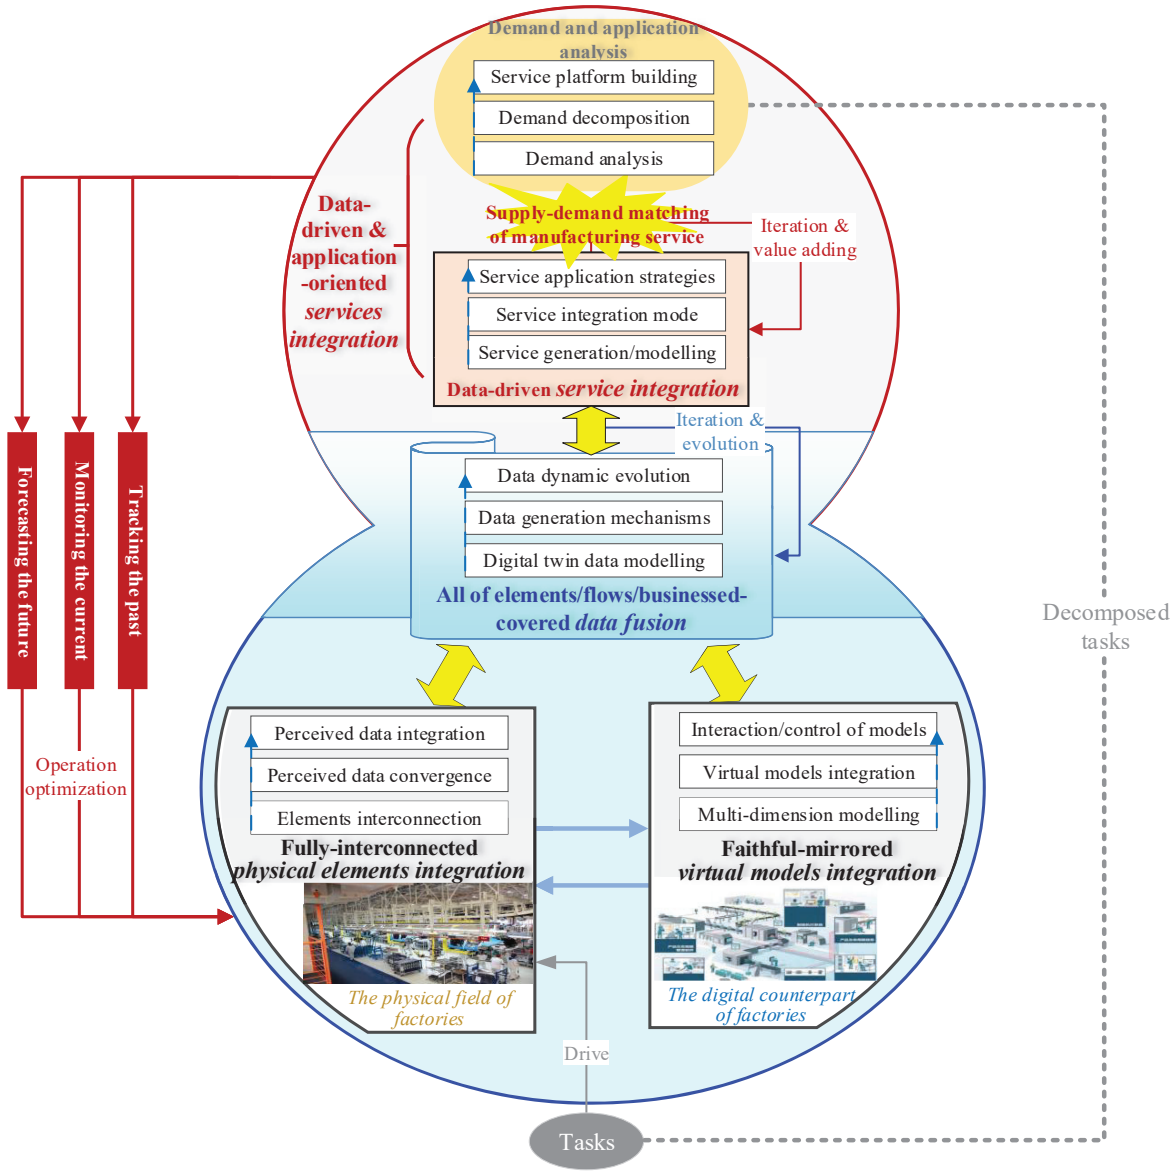 Demand and application
analysis
Service platform building
Demand decomposition
Demand analysis
Supply-demand matching
of manufacturing service
Iteration &
value adding
Data-
driven &
application
-oriented
services
integration
Service application strategies
Service integration mode
Service generation/modelling
Data-driven service integration
Iteration &
evolution
Data dynamic evolution
Data generation mechanisms
Digital twin data modelling
All of elements/flows/businessed-
covered data fusion
Forecasting the future
Monitoring the current
Tracking the past
Operation
optimization
Decomposed
tasks
Perceived data integration
Perceived data convergence
Elements interconnection
Fully-interconnected
physical elements integration
The physical field of
factories
Interaction/control of models
Virtual models integration
Multi-dimension modelling
Faithful-mirrored
virtual models integration
The digital counterpart
of factories
Drive
Tasks